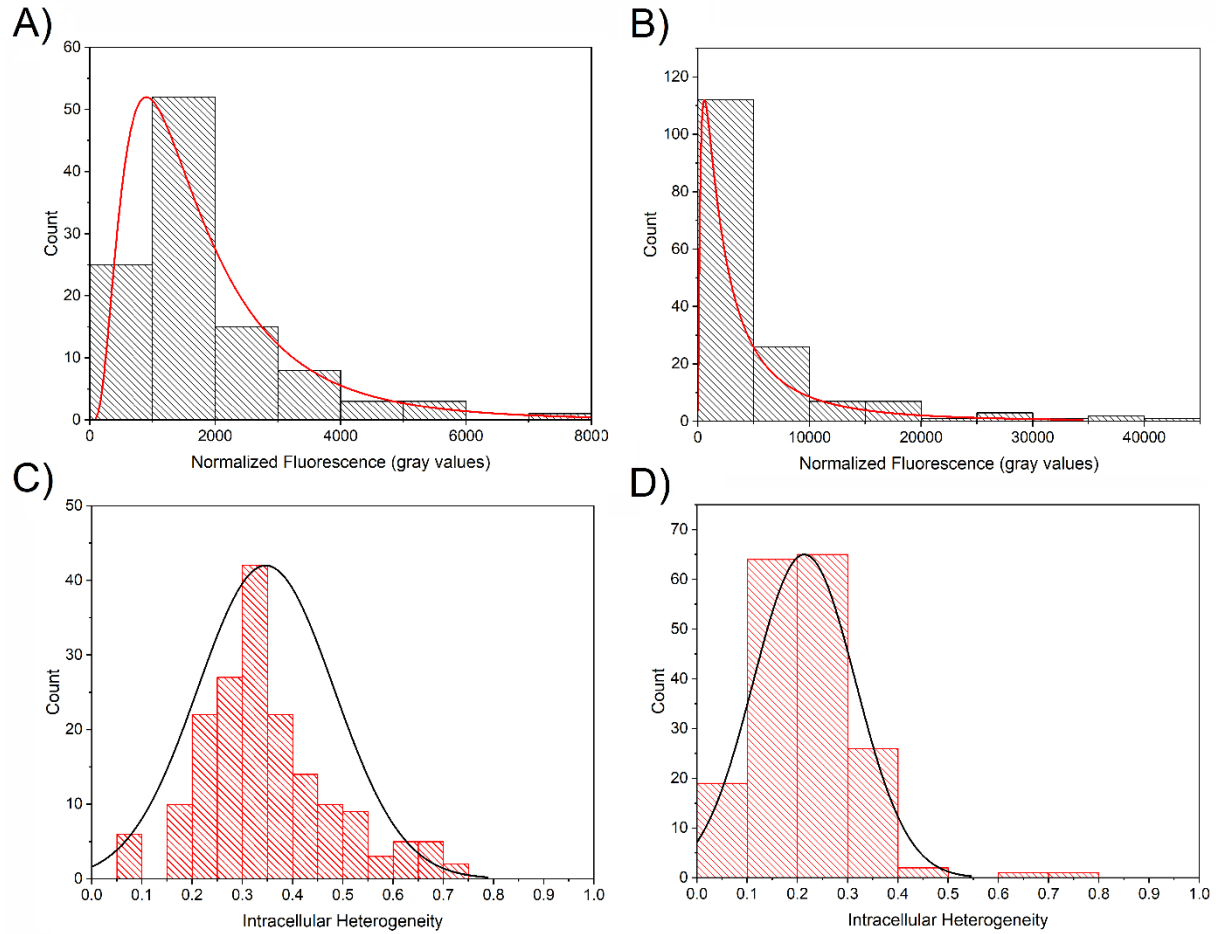 A)
60
50
40
30
20
10
0
Count
0 2000 4000 6000 8000
Normalized Fluorescence (gray values)
B)
120
100
80
60
40
20
0
Count
0 10000 20000 30000 40000
Normalized Fluorescence (gray values)
C)
50
40
30
20
10
0
Count
0.0 0.1 0.2 0.3 0.4 0.5 0.6 0.7 0.8 0.9 1.0
Intracellular Heterogeneity
D)
70
60
50
40
30
20
10
0
Count
0.0 0.1 0.2 0.3 0.4 0.5 0.6 0.7 0.8 0.9 1.0
Intracellular Heterogeneity